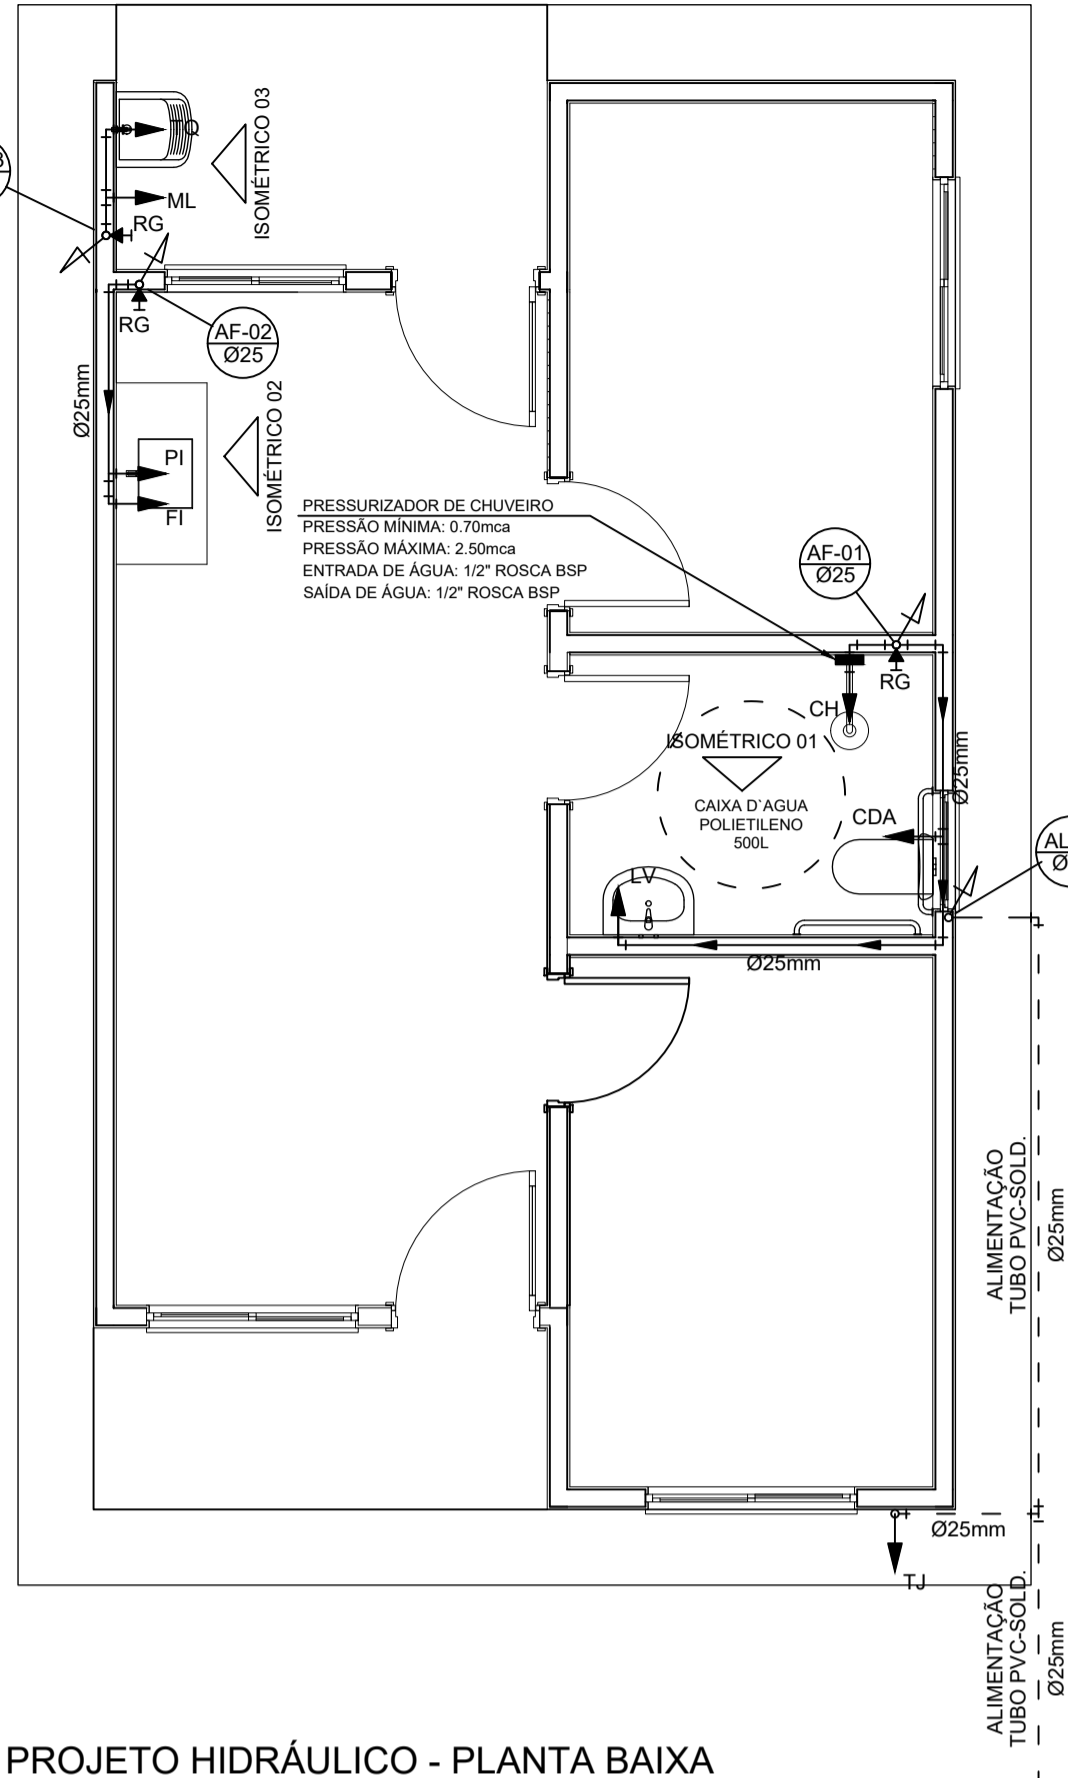 TQ
ISOMÉTRICO 03
ML
RG
RG
AF-02
Ø25
Ø25mm
ISOMÉTRICO 02
PI
FI
PRESSURIZADOR DE CHUVEIRO
PRESSÃO MÍNIMA: 0.70mca
PRESSÃO MÁXIMA: 2.50mca
ENTRADA DE ÁGUA: 1/2" ROSCA BSP
SAÍDA DE ÁGUA: 1/2" ROSCA BSP
AF-01
Ø25
RG
CH
ISOMÉTRICO 01
Ø25mm
CAIXA D`AGUA
POLIETILENO
500L
CDA
AL
Ø
LV
Ø25mm
ALIMENTAÇÃO
TUBO PVC-SOLD.
Ø25mm
Ø25mm
TJ
ALIMENTAÇÃO
TUBO PVC-SOLD.
Ø25mm
PROJETO HIDRÁULICO - PLANTA BAIXA